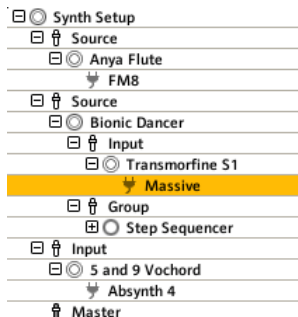 Synth Setup
Source
Anya Flute
FM8
Source
Bionic Dancer
Input
Transmorfine S1
Massive
Group
Step Sequencer
Input
5 and 9 Vochord
Absynth 4
Master